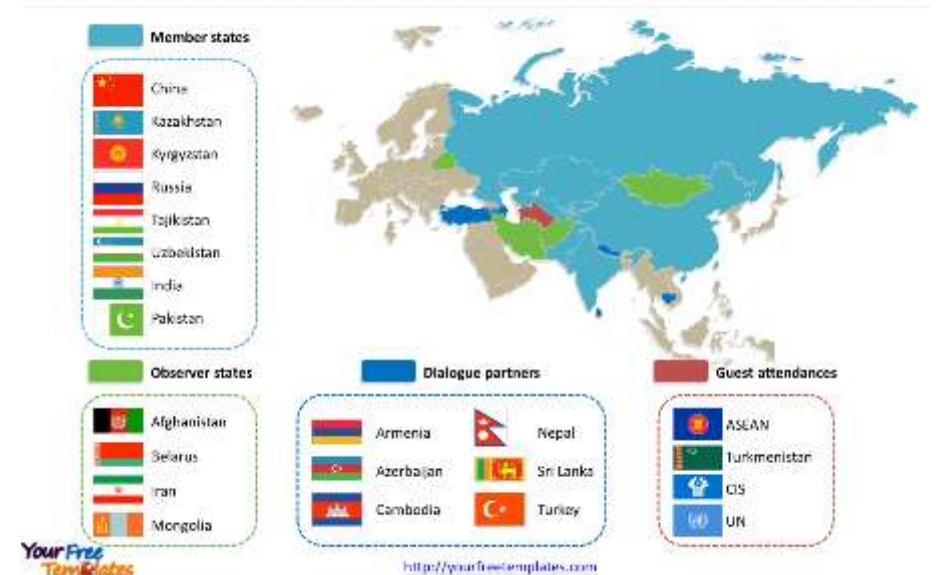 Member states
China
Kazakhstan
Kyrgyzstan
Russia
Tajikistan
Uzbekistan
India
Pakistan
Observer states
Afghanistan
Belarus
Iran
Mongolia
Dialogue partners
Armenia
Nepal
Azerbaijan
Sri Lanka
Cambodia
Turkey
Guest attendances
ASEAN
Turkmenistan
CIS
UN
Your Free
Templates
http://yourfreetemplates.com